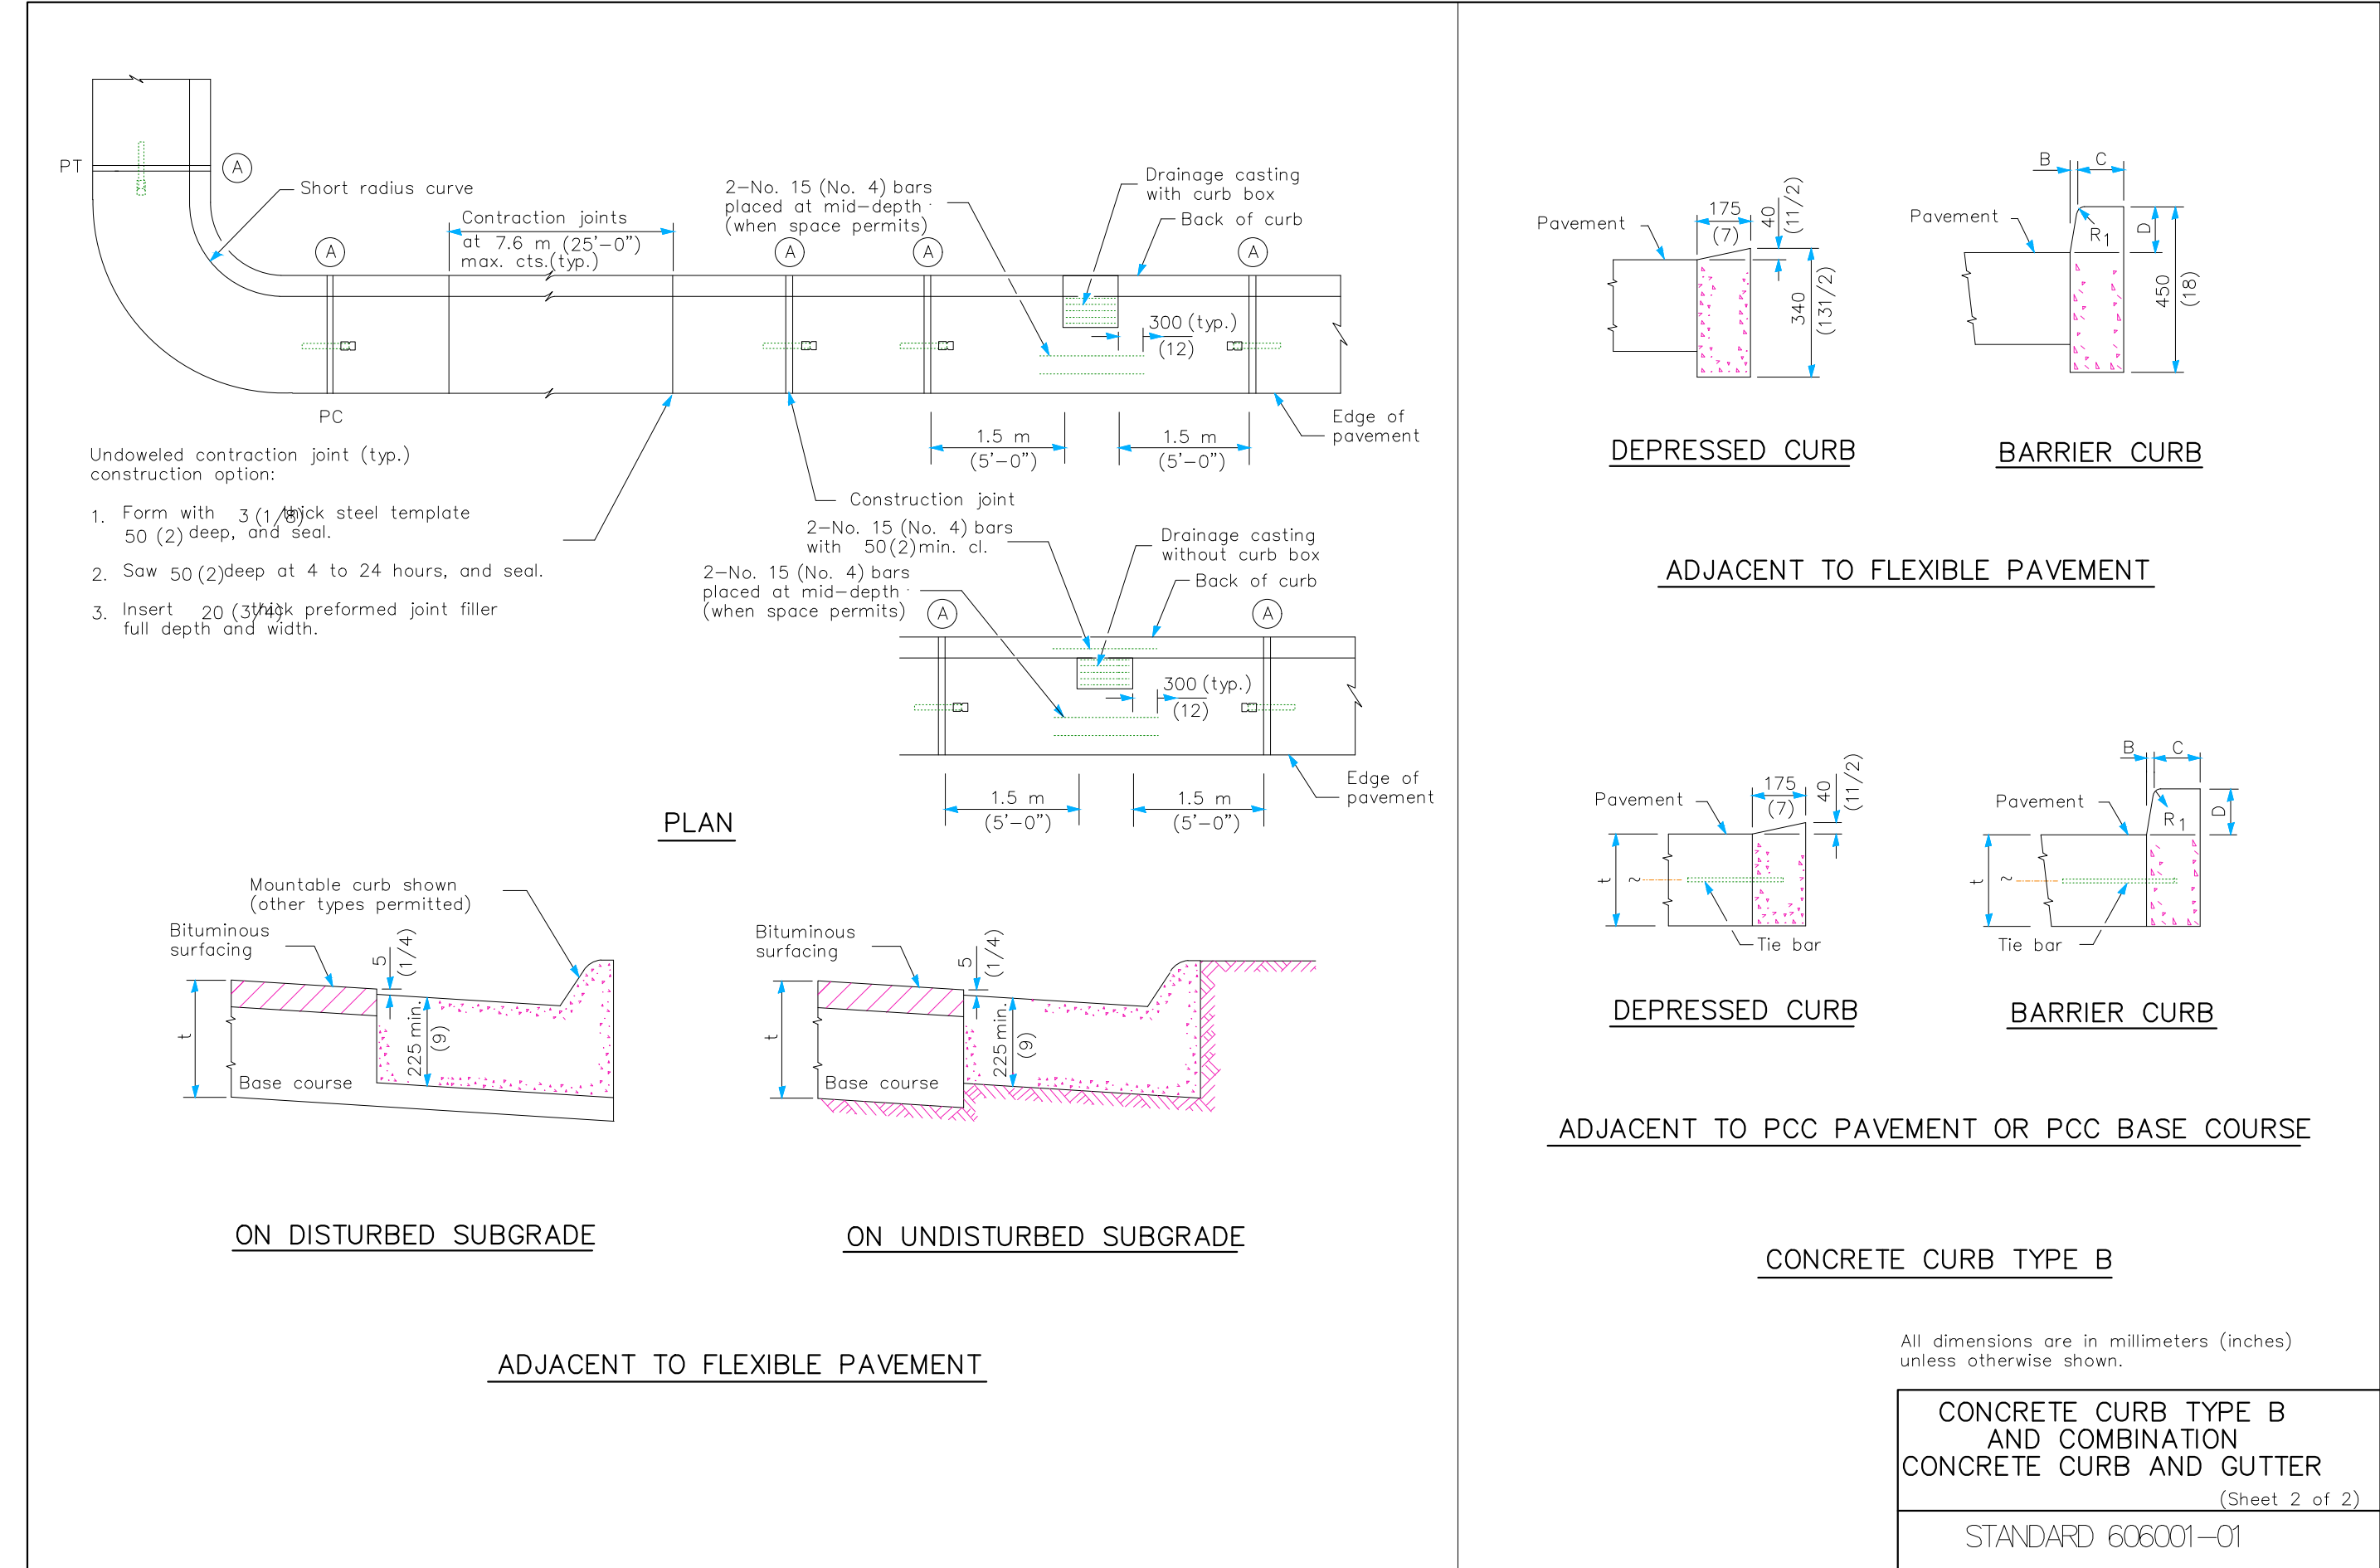 PT
A
Short radius curve
Contraction joints
at 7.6 m (25'-0")
max. cts.(typ.)
A
2-No. 15 (No. 4) bars
placed at mid-depth
(when space permits)
A
A
Drainage casting
with curb box
Back of curb
A
300 (typ.)
(12)
PC
1.5 m
(5'-0")
1.5 m
(5'-0")
Edge of
pavement
Construction joint
Undoweled contraction joint (typ.)
construction option:
1. Form with 3 (1/8) thick steel template
50 (2) deep, and seal.
2. Saw 50 (2) deep at 4 to 24 hours, and seal.
3. Insert 20 (3/4) thick preformed joint filler
full depth and width.
2-No. 15 (No. 4) bars
with 50 (2) min. cl.
2-No. 15 (No. 4) bars
placed at mid-depth
(when space permits)
Drainage casting
without curb box
Back of curb
A
A
300 (typ.)
(12)
1.5 m
(5'-0")
1.5 m
(5'-0")
Edge of
pavement
PLAN
Mountable curb shown
(other types permitted)
Bituminous
surfacing
5
(1/4)
t
225 min.
(9)
Base course
ON DISTURBED SUBGRADE
Bituminous
surfacing
5
(1/4)
t
225 min.
(9)
Base course
ON UNDISTURBED SUBGRADE
ADJACENT TO FLEXIBLE PAVEMENT
Pavement
175
(7)
40
(11/2)
340
(131/2)
DEPRESSED CURB
Pavement
B
C
R1
D
450
(18)
BARRIER CURB
ADJACENT TO FLEXIBLE PAVEMENT
Pavement
175
(7)
40
(11/2)
t
~
Tie bar
DEPRESSED CURB
Pavement
B
C
R1
D
t
~
Tie bar
BARRIER CURB
ADJACENT TO PCC PAVEMENT OR PCC BASE COURSE
CONCRETE CURB TYPE B
All dimensions are in millimeters (inches)
unless otherwise shown.
CONCRETE CURB TYPE B
AND COMBINATION
CONCRETE CURB AND GUTTER
(Sheet 2 of 2)
STANDARD 606001-01